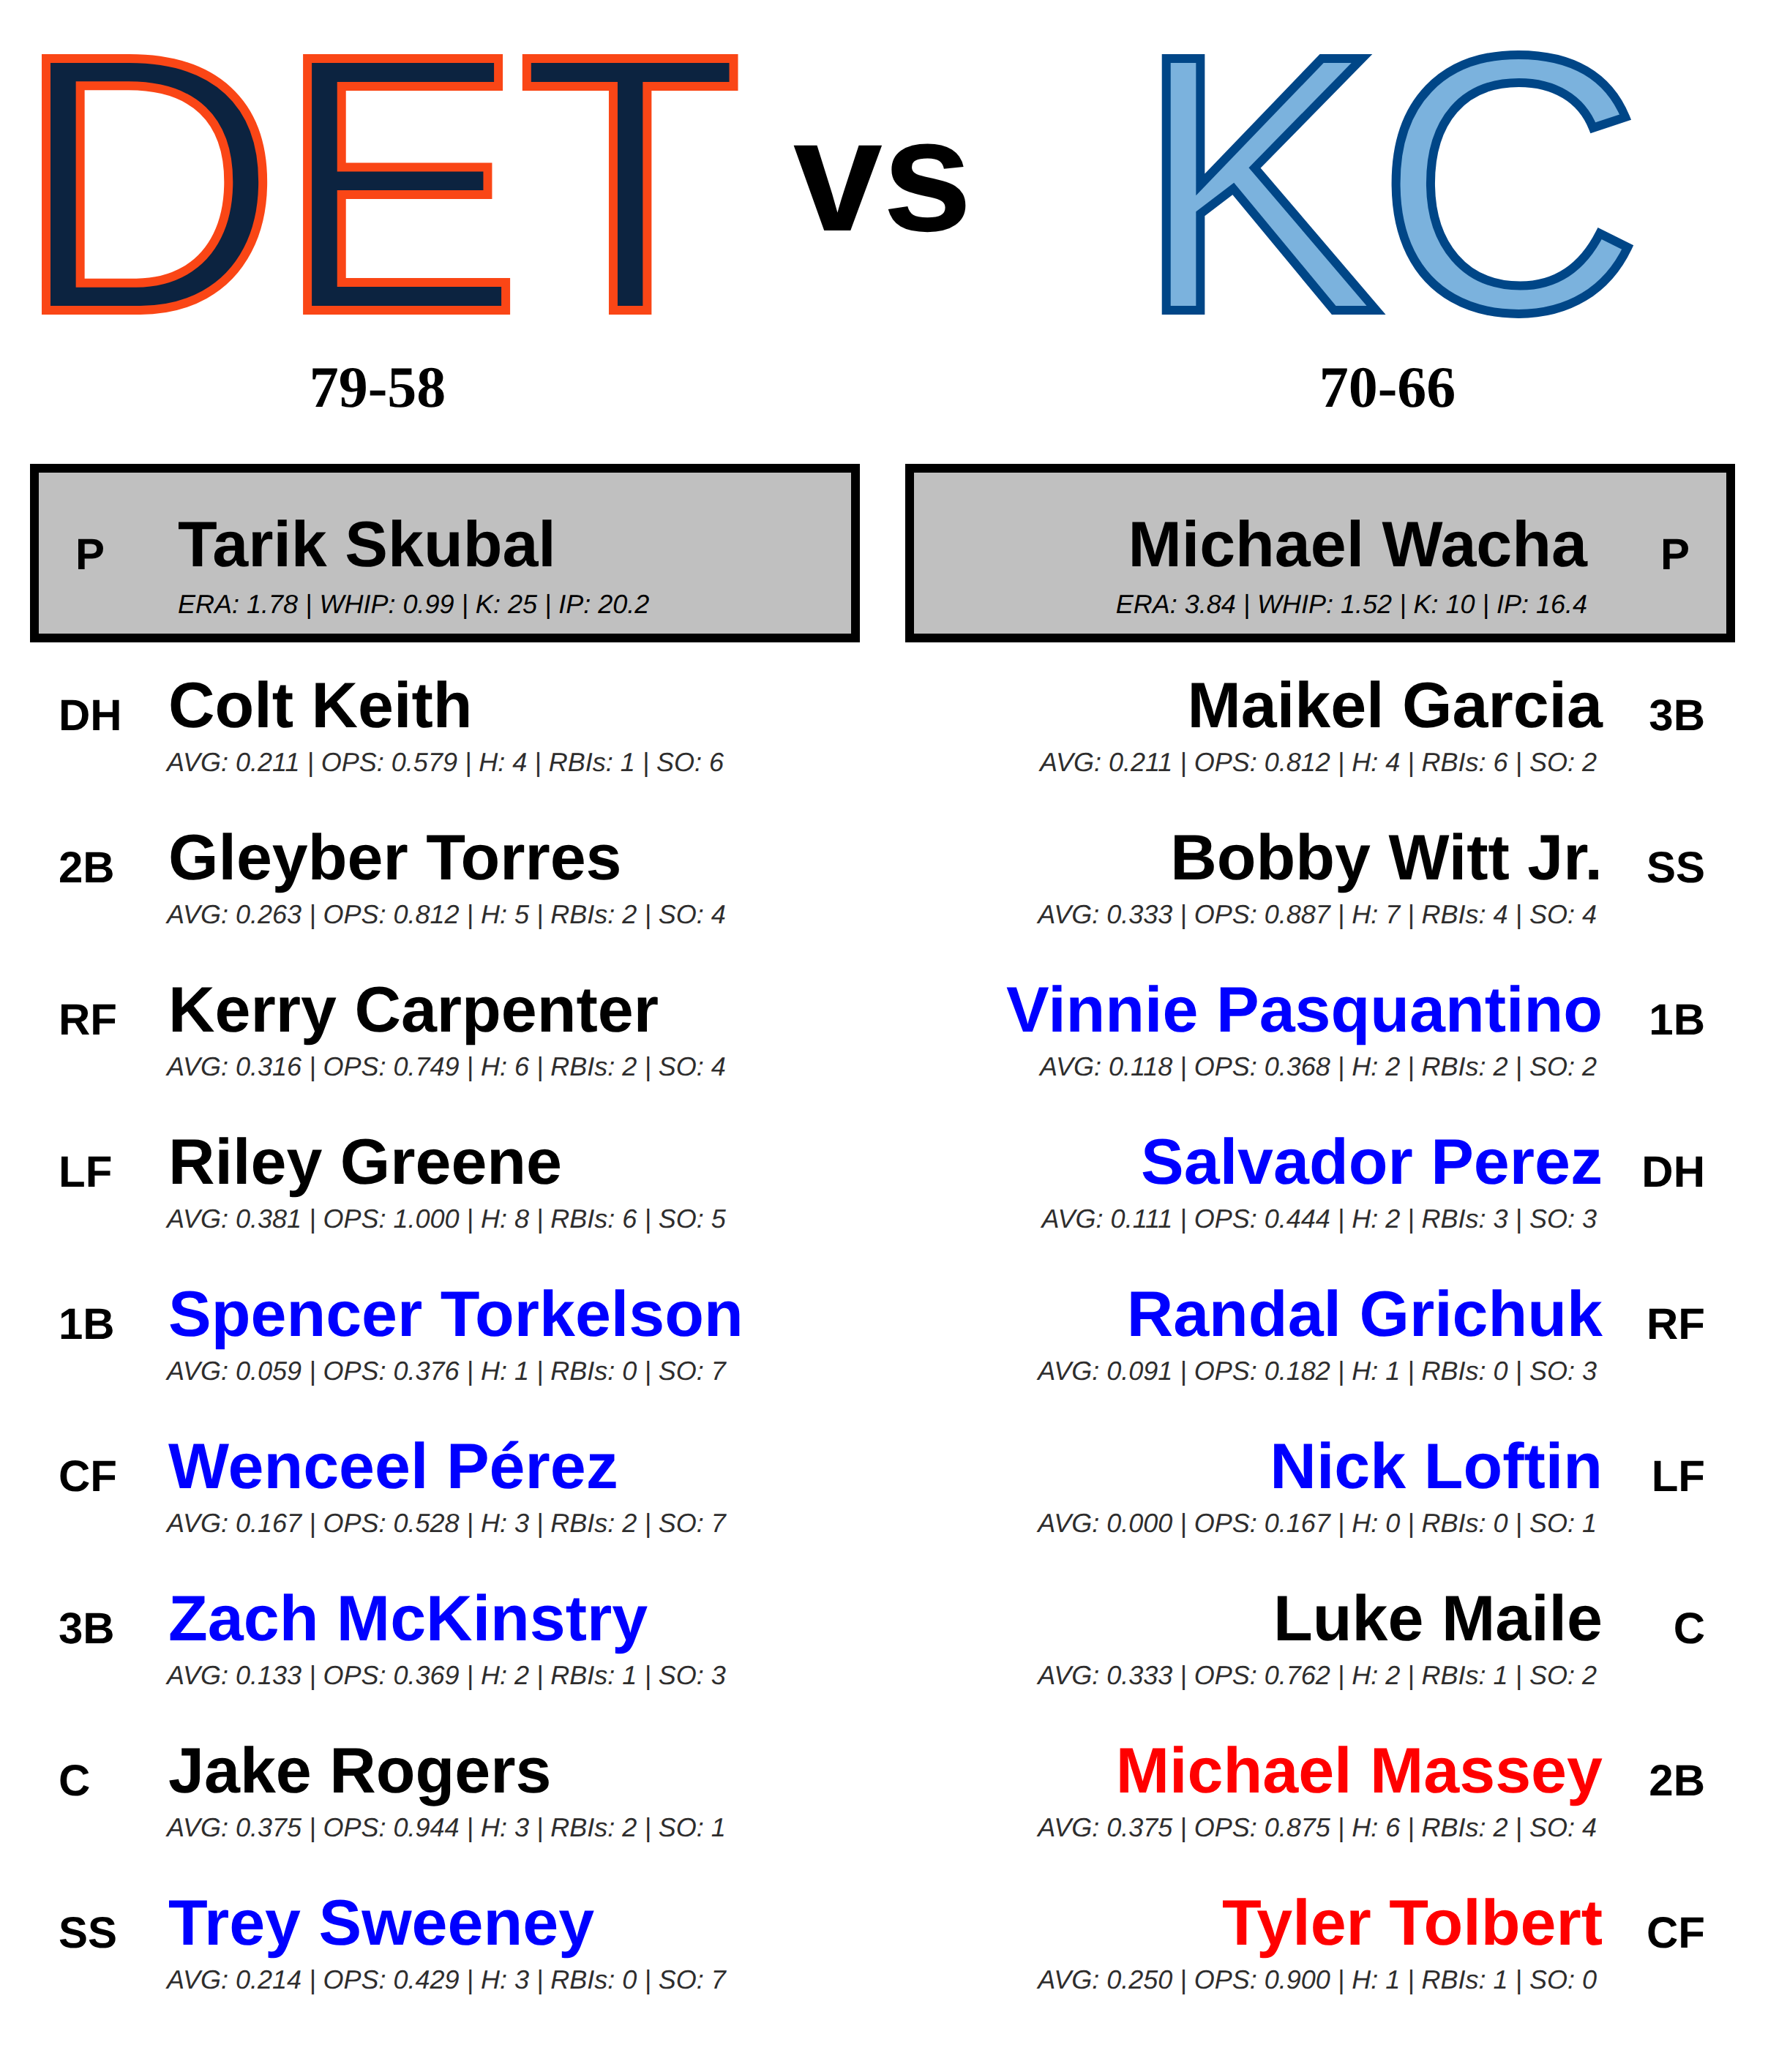 DET vs KC
79-58
70-66
P Tarik Skubal
ERA: 1.78 | WHIP: 0.99 | K: 25 | IP: 20.2
Michael Wacha P
ERA: 3.84 | WHIP: 1.52 | K: 10 | IP: 16.4
DH Colt Keith
AVG: 0.211 | OPS: 0.579 | H: 4 | RBIs: 1 | SO: 6
2B Gleyber Torres
AVG: 0.263 | OPS: 0.812 | H: 5 | RBIs: 2 | SO: 4
RF Kerry Carpenter
AVG: 0.316 | OPS: 0.749 | H: 6 | RBIs: 2 | SO: 4
LF Riley Greene
AVG: 0.381 | OPS: 1.000 | H: 8 | RBIs: 6 | SO: 5
1B Spencer Torkelson
AVG: 0.059 | OPS: 0.376 | H: 1 | RBIs: 0 | SO: 7
CF Wenceel Pérez
AVG: 0.167 | OPS: 0.528 | H: 3 | RBIs: 2 | SO: 7
3B Zach McKinstry
AVG: 0.133 | OPS: 0.369 | H: 2 | RBIs: 1 | SO: 3
C Jake Rogers
AVG: 0.375 | OPS: 0.944 | H: 3 | RBIs: 2 | SO: 1
SS Trey Sweeney
AVG: 0.214 | OPS: 0.429 | H: 3 | RBIs: 0 | SO: 7
Maikel Garcia 3B
AVG: 0.211 | OPS: 0.812 | H: 4 | RBIs: 6 | SO: 2
Bobby Witt Jr. SS
AVG: 0.333 | OPS: 0.887 | H: 7 | RBIs: 4 | SO: 4
Vinnie Pasquantino 1B
AVG: 0.118 | OPS: 0.368 | H: 2 | RBIs: 2 | SO: 2
Salvador Perez DH
AVG: 0.111 | OPS: 0.444 | H: 2 | RBIs: 3 | SO: 3
Randal Grichuk RF
AVG: 0.091 | OPS: 0.182 | H: 1 | RBIs: 0 | SO: 3
Nick Loftin LF
AVG: 0.000 | OPS: 0.167 | H: 0 | RBIs: 0 | SO: 1
Luke Maile C
AVG: 0.333 | OPS: 0.762 | H: 2 | RBIs: 1 | SO: 2
Michael Massey 2B
AVG: 0.375 | OPS: 0.875 | H: 6 | RBIs: 2 | SO: 4
Tyler Tolbert CF
AVG: 0.250 | OPS: 0.900 | H: 1 | RBIs: 1 | SO: 0